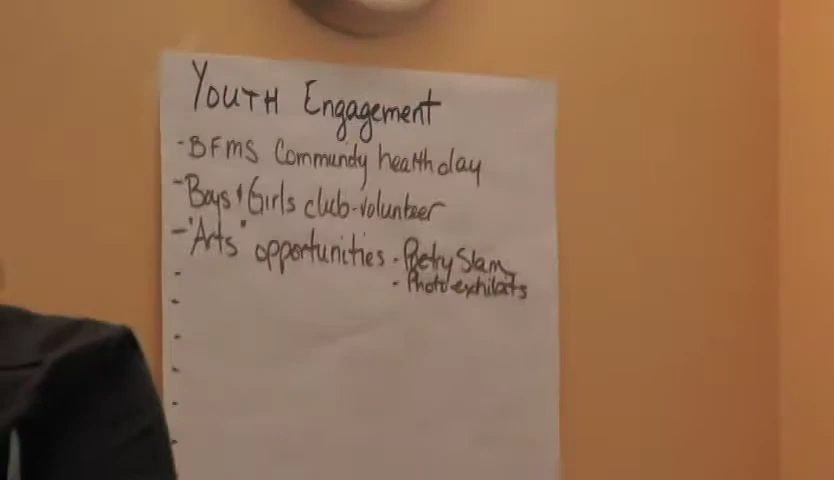 YOUTH Engagement
- BFMS Community health day
- Boys & Girls club - volunteer
- "Arts" opportunities - Poetry Slam
- Photo exhibits